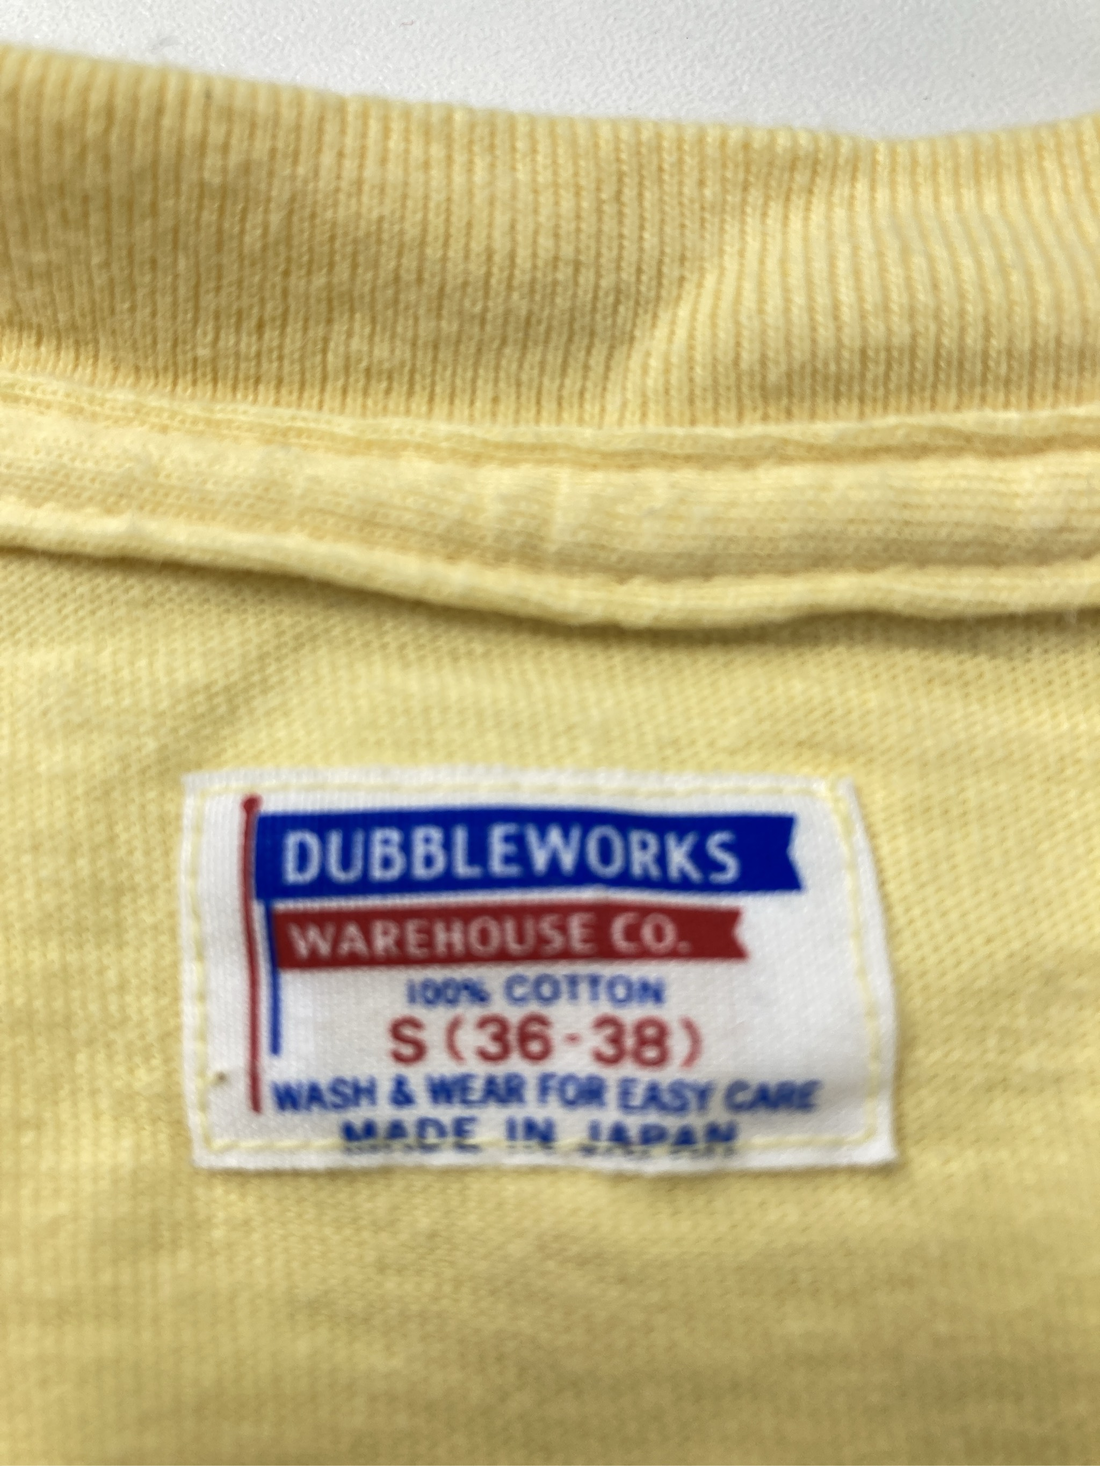 DUBBLEWORKS
WAREHOUSE CO.
100% COTTON
S (36-38)
WASH & WEAR FOR EASY CARE
MADE IN JAPAN